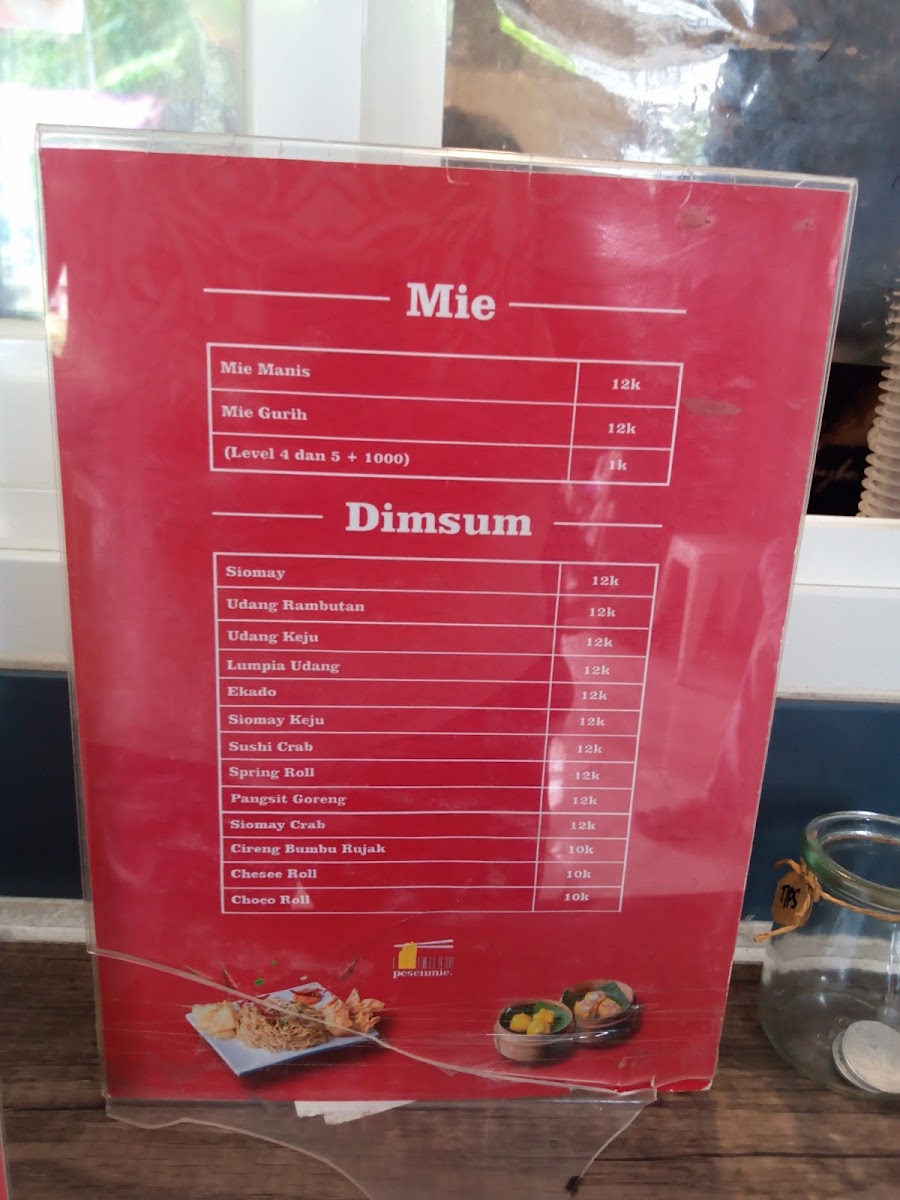 Mie
Mie Manis 12k
Mie Gurih 12k
(Level 4 dan 5 + 1000) 1k
Dimsum
Siomay 12k
Udang Rambutan 12k
Udang Keju 12k
Lumpia Udang 12k
Ekado 12k
Siomay Keju 12k
Sushi Crab 12k
Spring Roll 12k
Pangsit Goreng 12k
Siomay Crab 12k
Cireng Bumbu Rujak 10k
Chesee Roll 10k
Choco Roll 10k
pesenmie.
TIPS